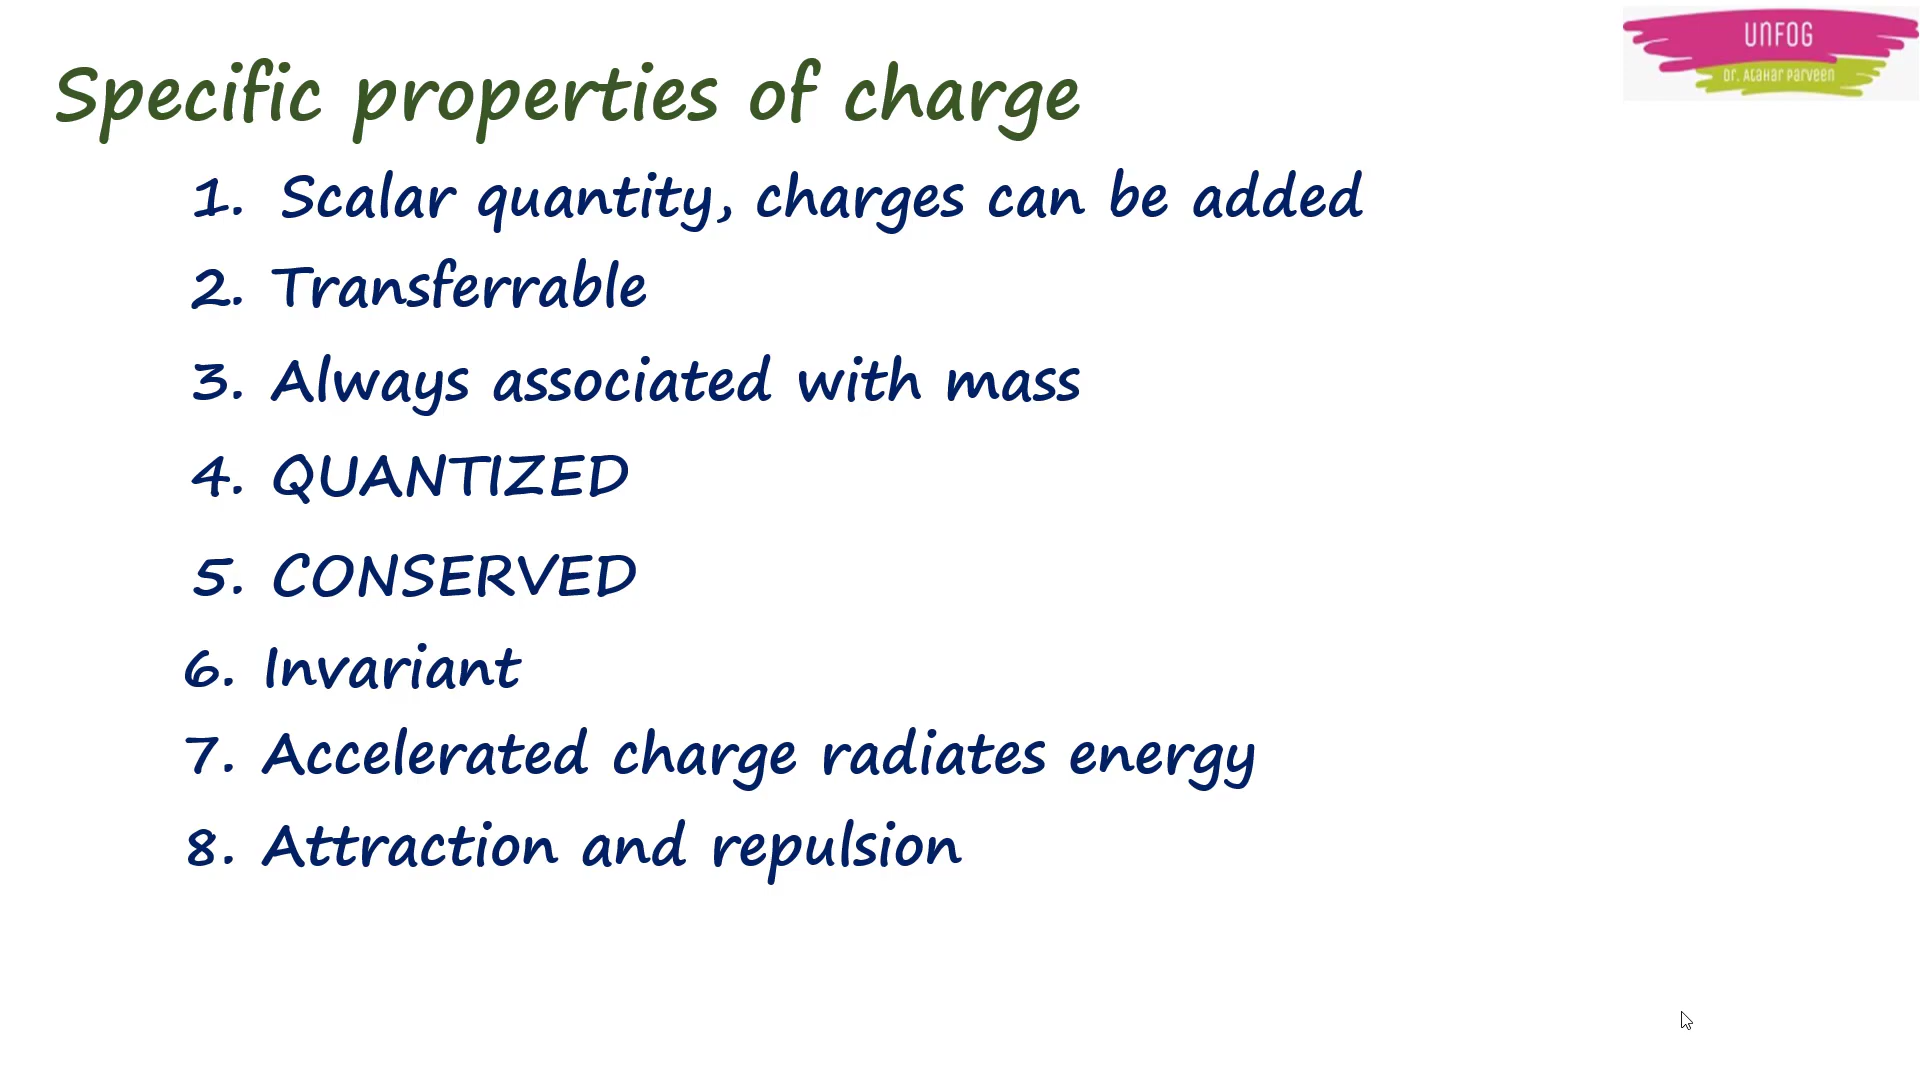 UNFOG
Dr. Atahar Parveen
Specific properties of charge
1. Scalar quantity, charges can be added
2. Transferrable
3. Always associated with mass
4. QUANTIZED
5. CONSERVED
6. Invariant
7. Accelerated charge radiates energy
8. Attraction and repulsion